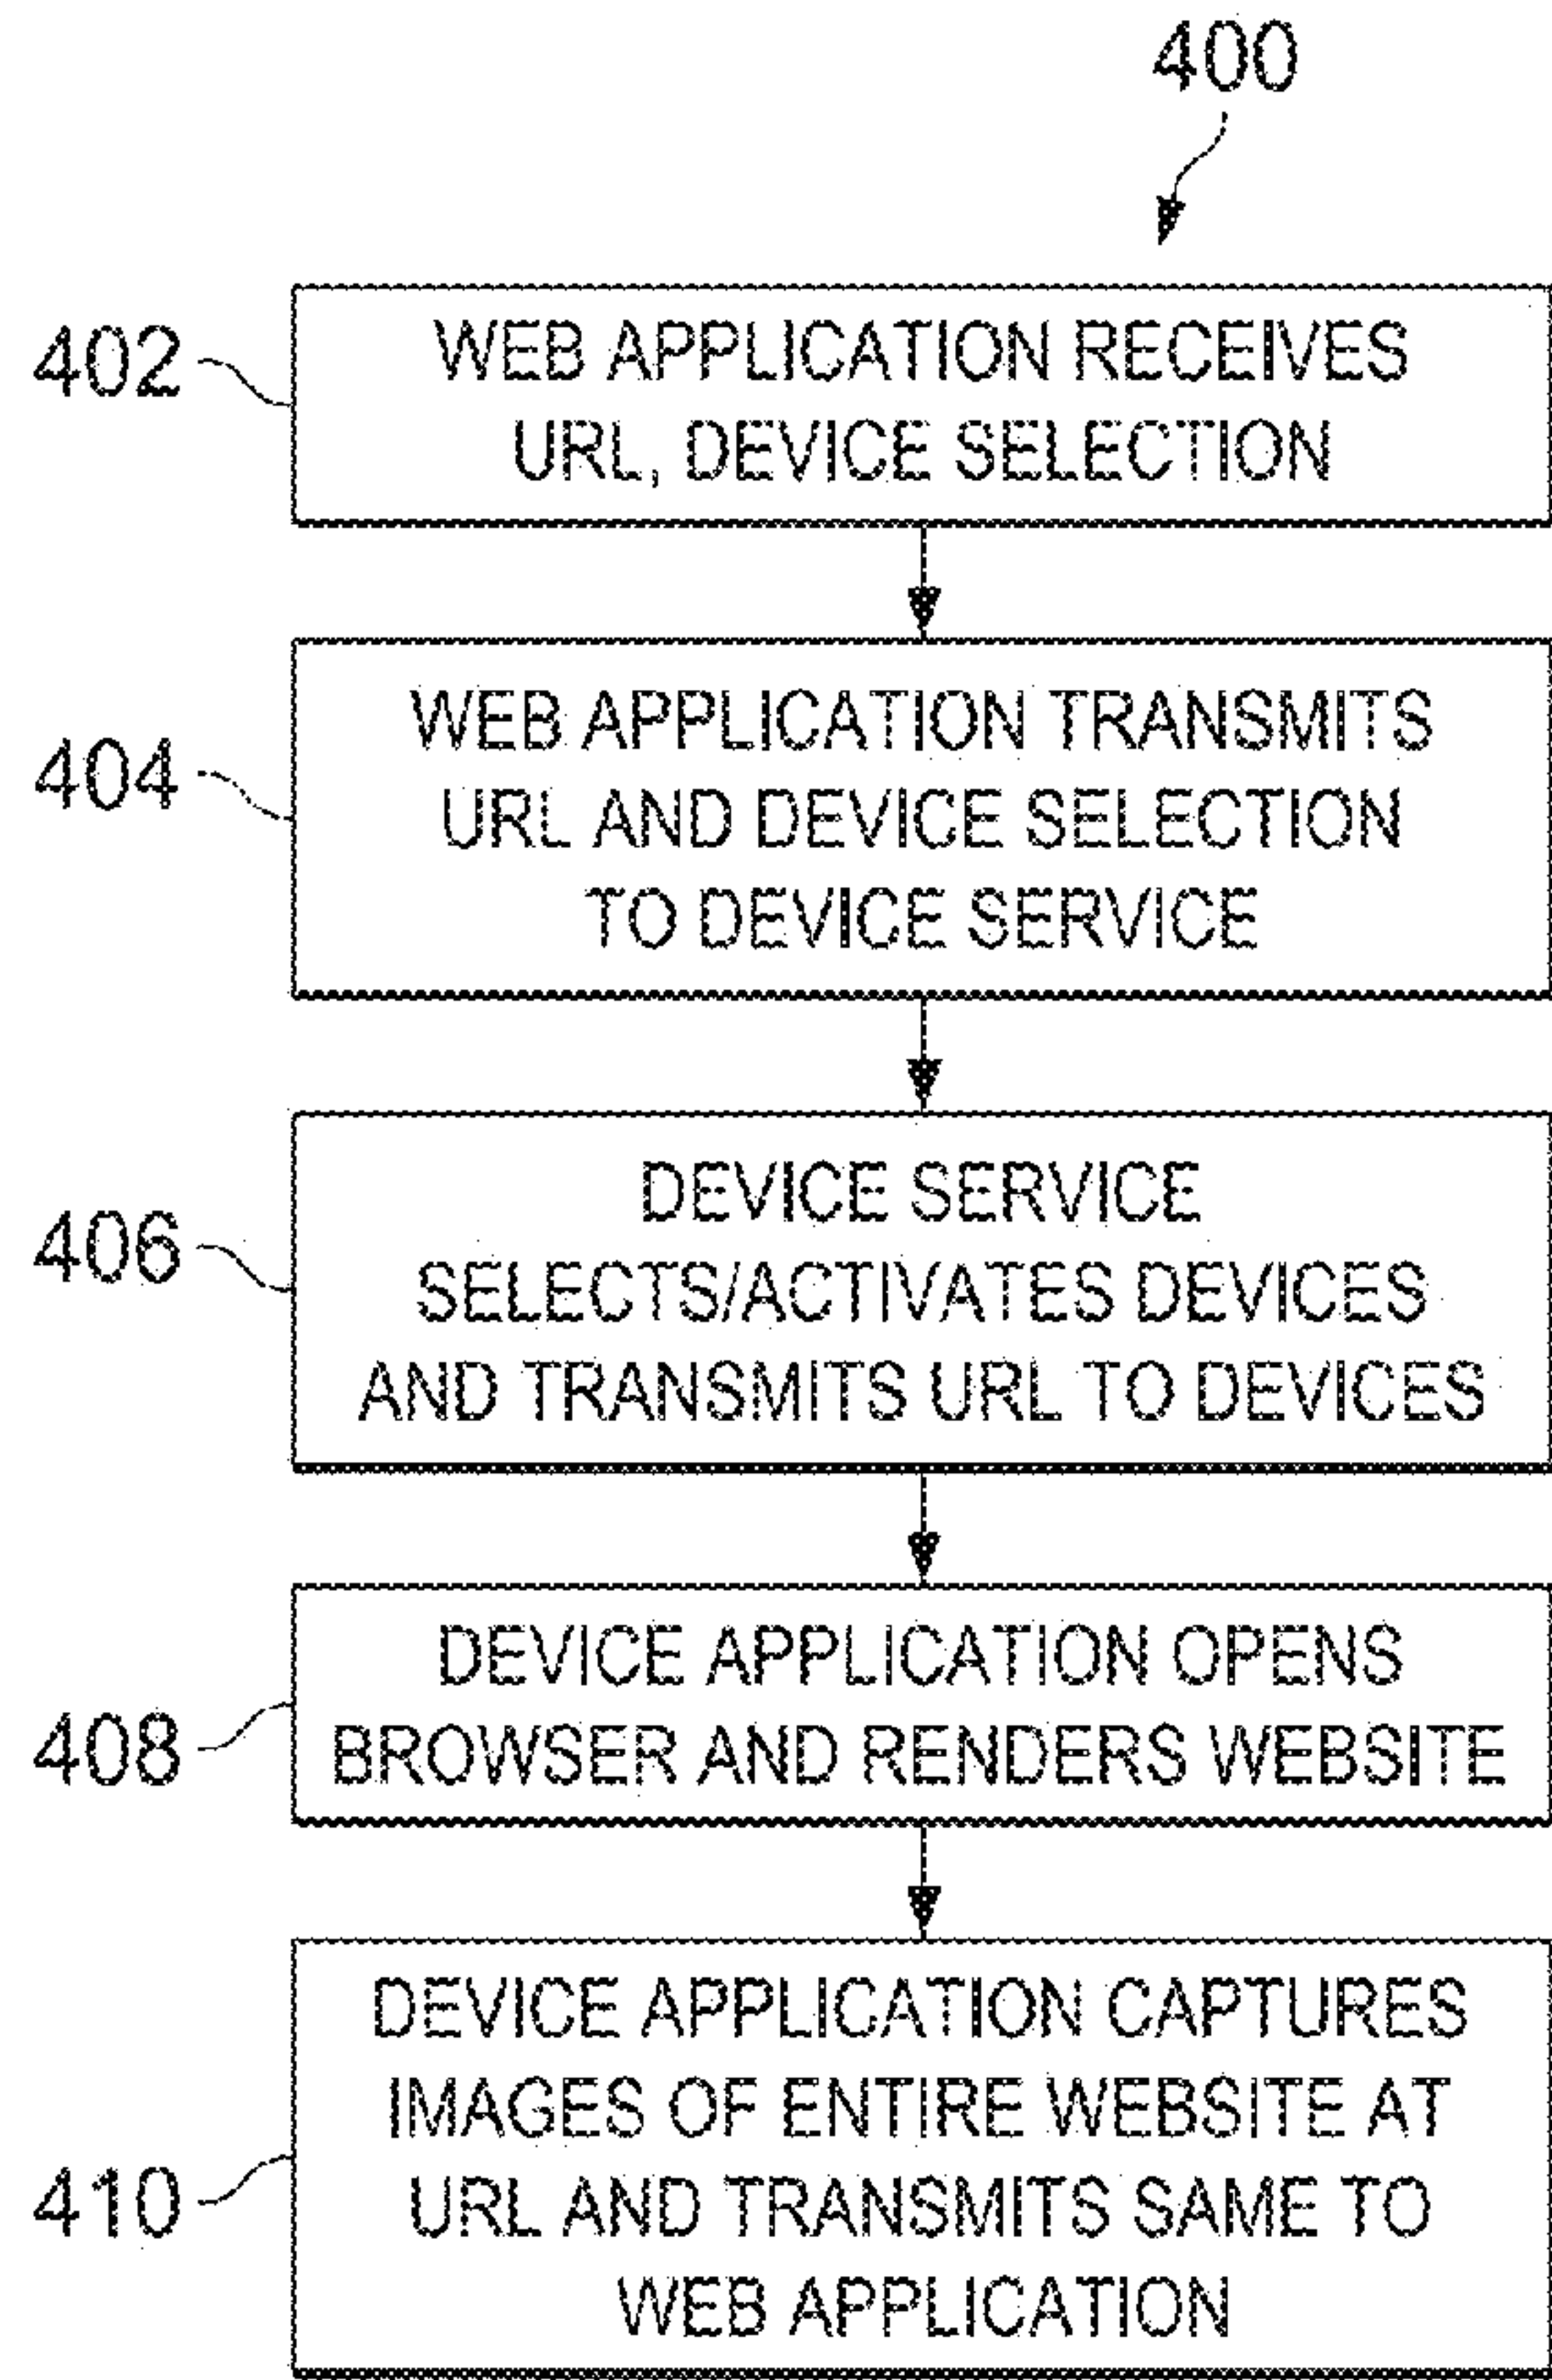 400
402
WEB APPLICATION RECEIVES
URL, DEVICE SELECTION
404
WEB APPLICATION TRANSMITS
URL AND DEVICE SELECTION
TO DEVICE SERVICE
406
DEVICE SERVICE
SELECTS/ACTIVATES DEVICES
AND TRANSMITS URL TO DEVICES
408
DEVICE APPLICATION OPENS
BROWSER AND RENDERS WEBSITE
410
DEVICE APPLICATION CAPTURES
IMAGES OF ENTIRE WEBSITE AT
URL AND TRANSMITS SAME TO
WEB APPLICATION